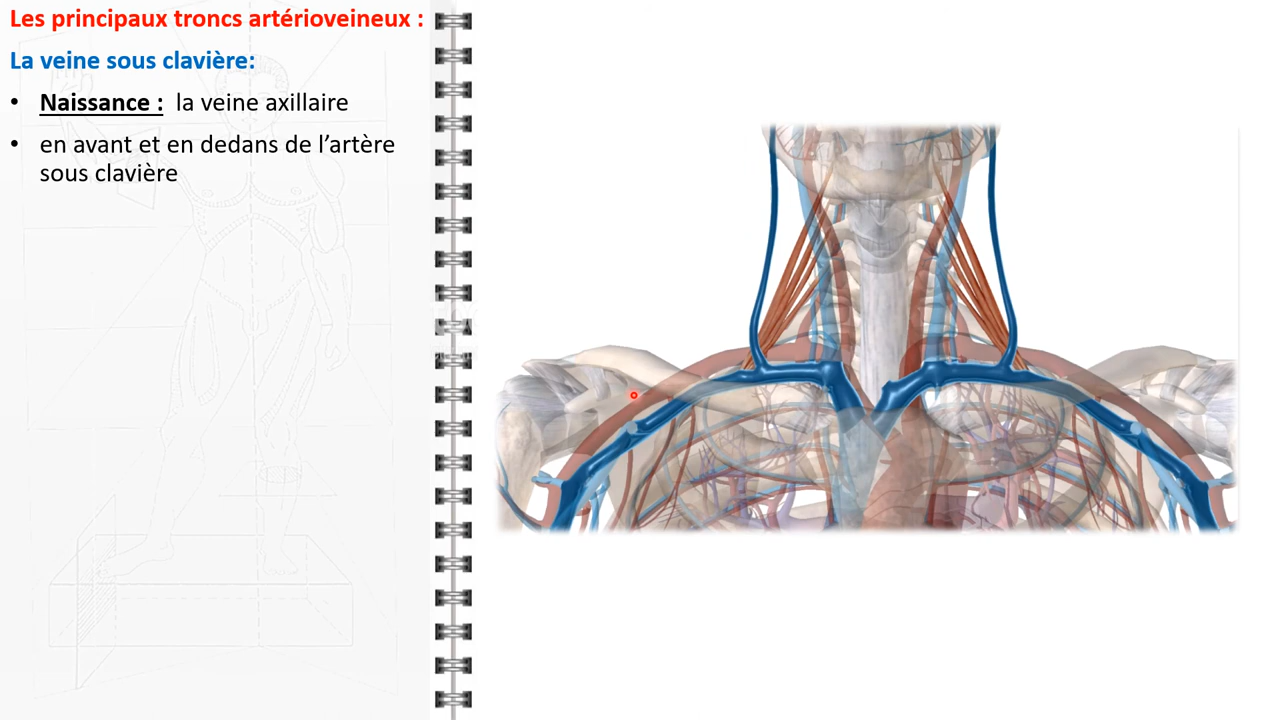 Les principaux troncs artérioveineux :
La veine sous clavière:
• Naissance : la veine axillaire
• en avant et en dedans de l’artère
sous clavière